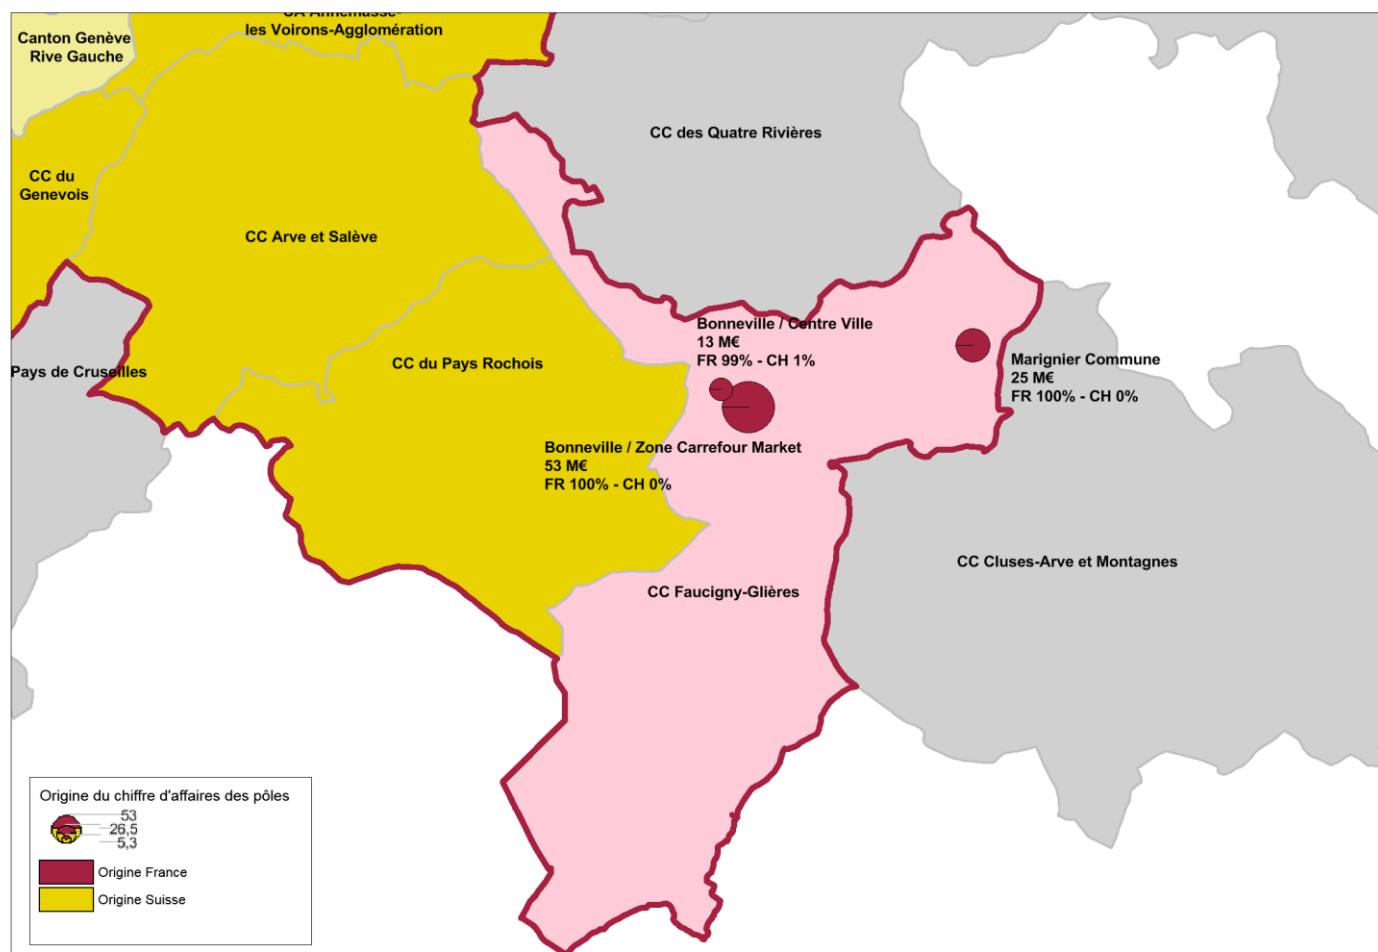 CA Annemasse-
les Voirons-Agglomération
Canton Genève
Rive Gauche
CC des Quatre Rivières
CC du
Genevois
CC Arve et Salève
Bonneville / Centre Ville
13 M€
FR 99% - CH 1%
CC du Pays Rochois
Marignier Commune
25 M€
FR 100% - CH 0%
Pays de Cruseilles
Bonneville / Zone Carrefour Market
53 M€
FR 100% - CH 0%
CC Cluses-Arve et Montagnes
CC Faucigny-Glières
Origine du chiffre d'affaires des pôles
53
26,5
5,3
Origine France
Origine Suisse